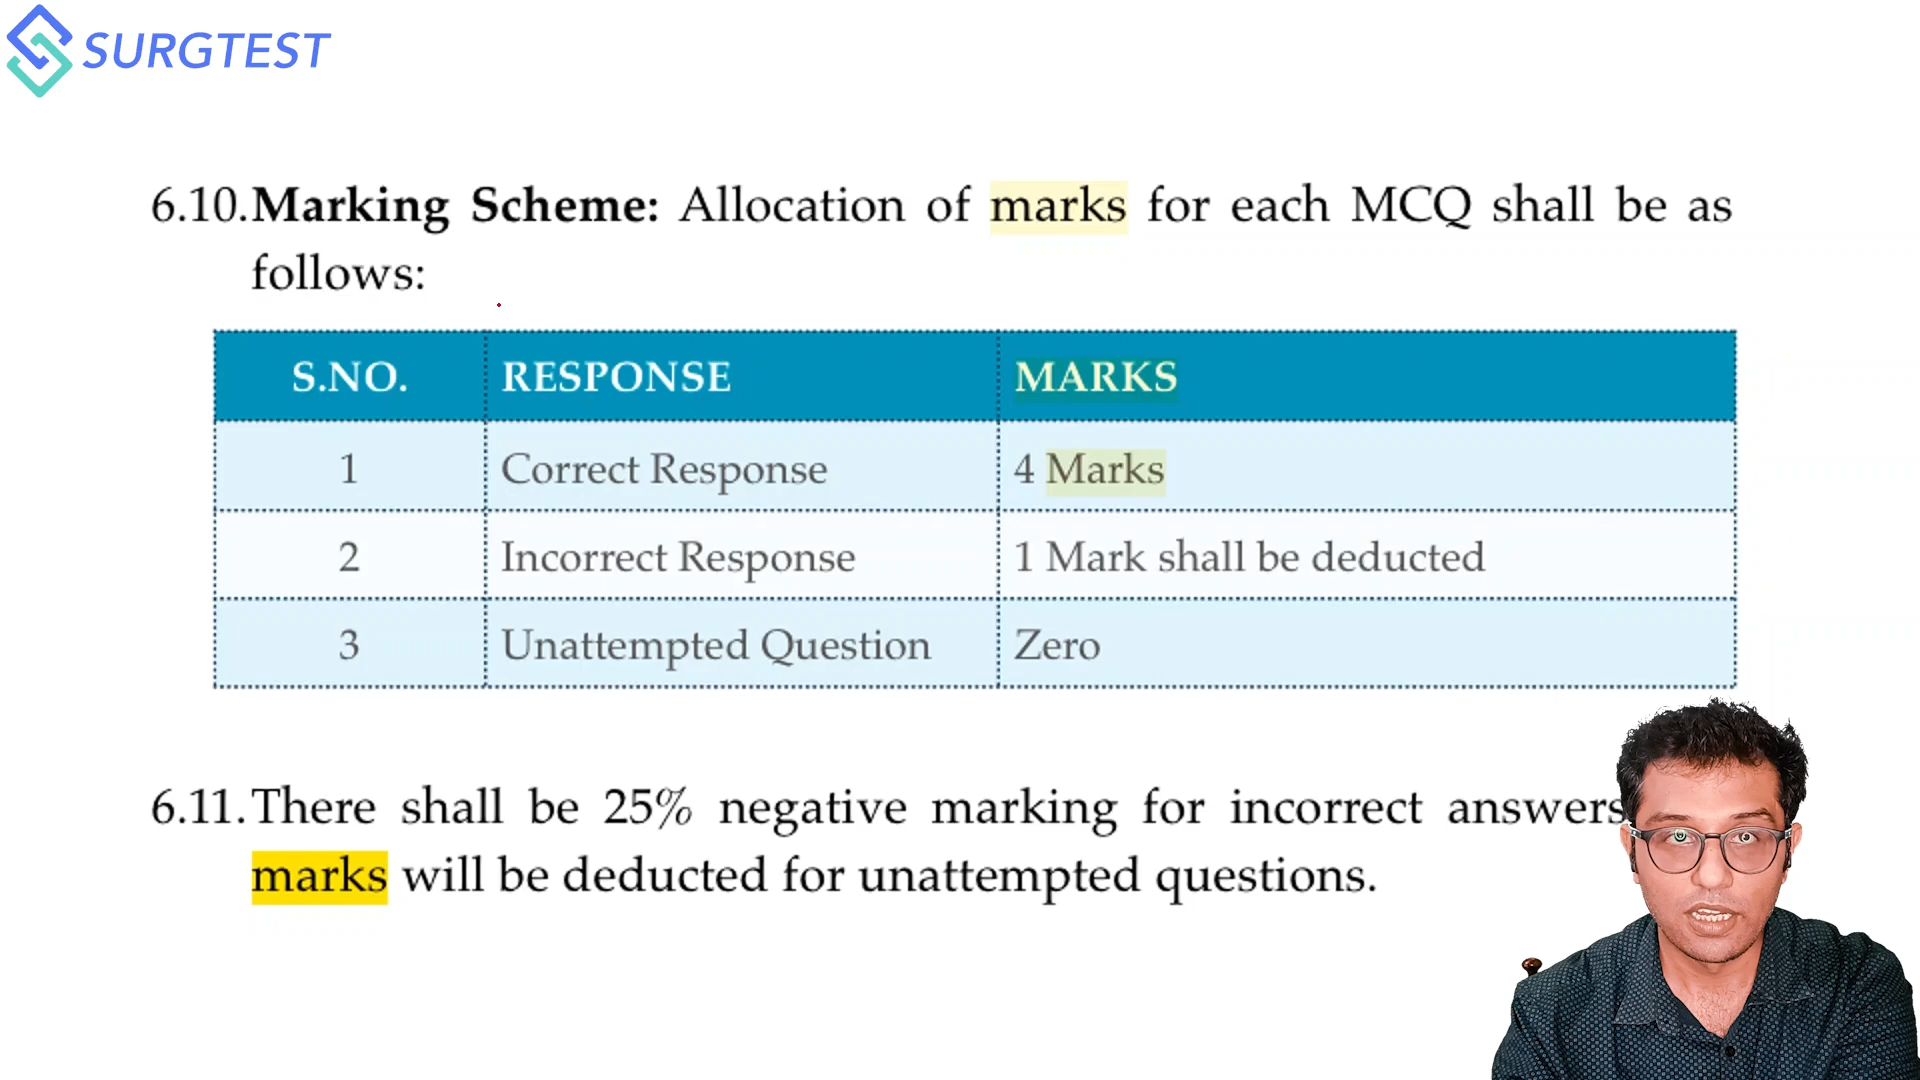 SURGTEST
6.10. Marking Scheme: Allocation of marks for each MCQ shall be as
follows:
S.NO. RESPONSE MARKS
1 Correct Response 4 Marks
2 Incorrect Response 1 Mark shall be deducted
3 Unattempted Question Zero
6.11. There shall be 25% negative marking for incorrect answers
marks will be deducted for unattempted questions.